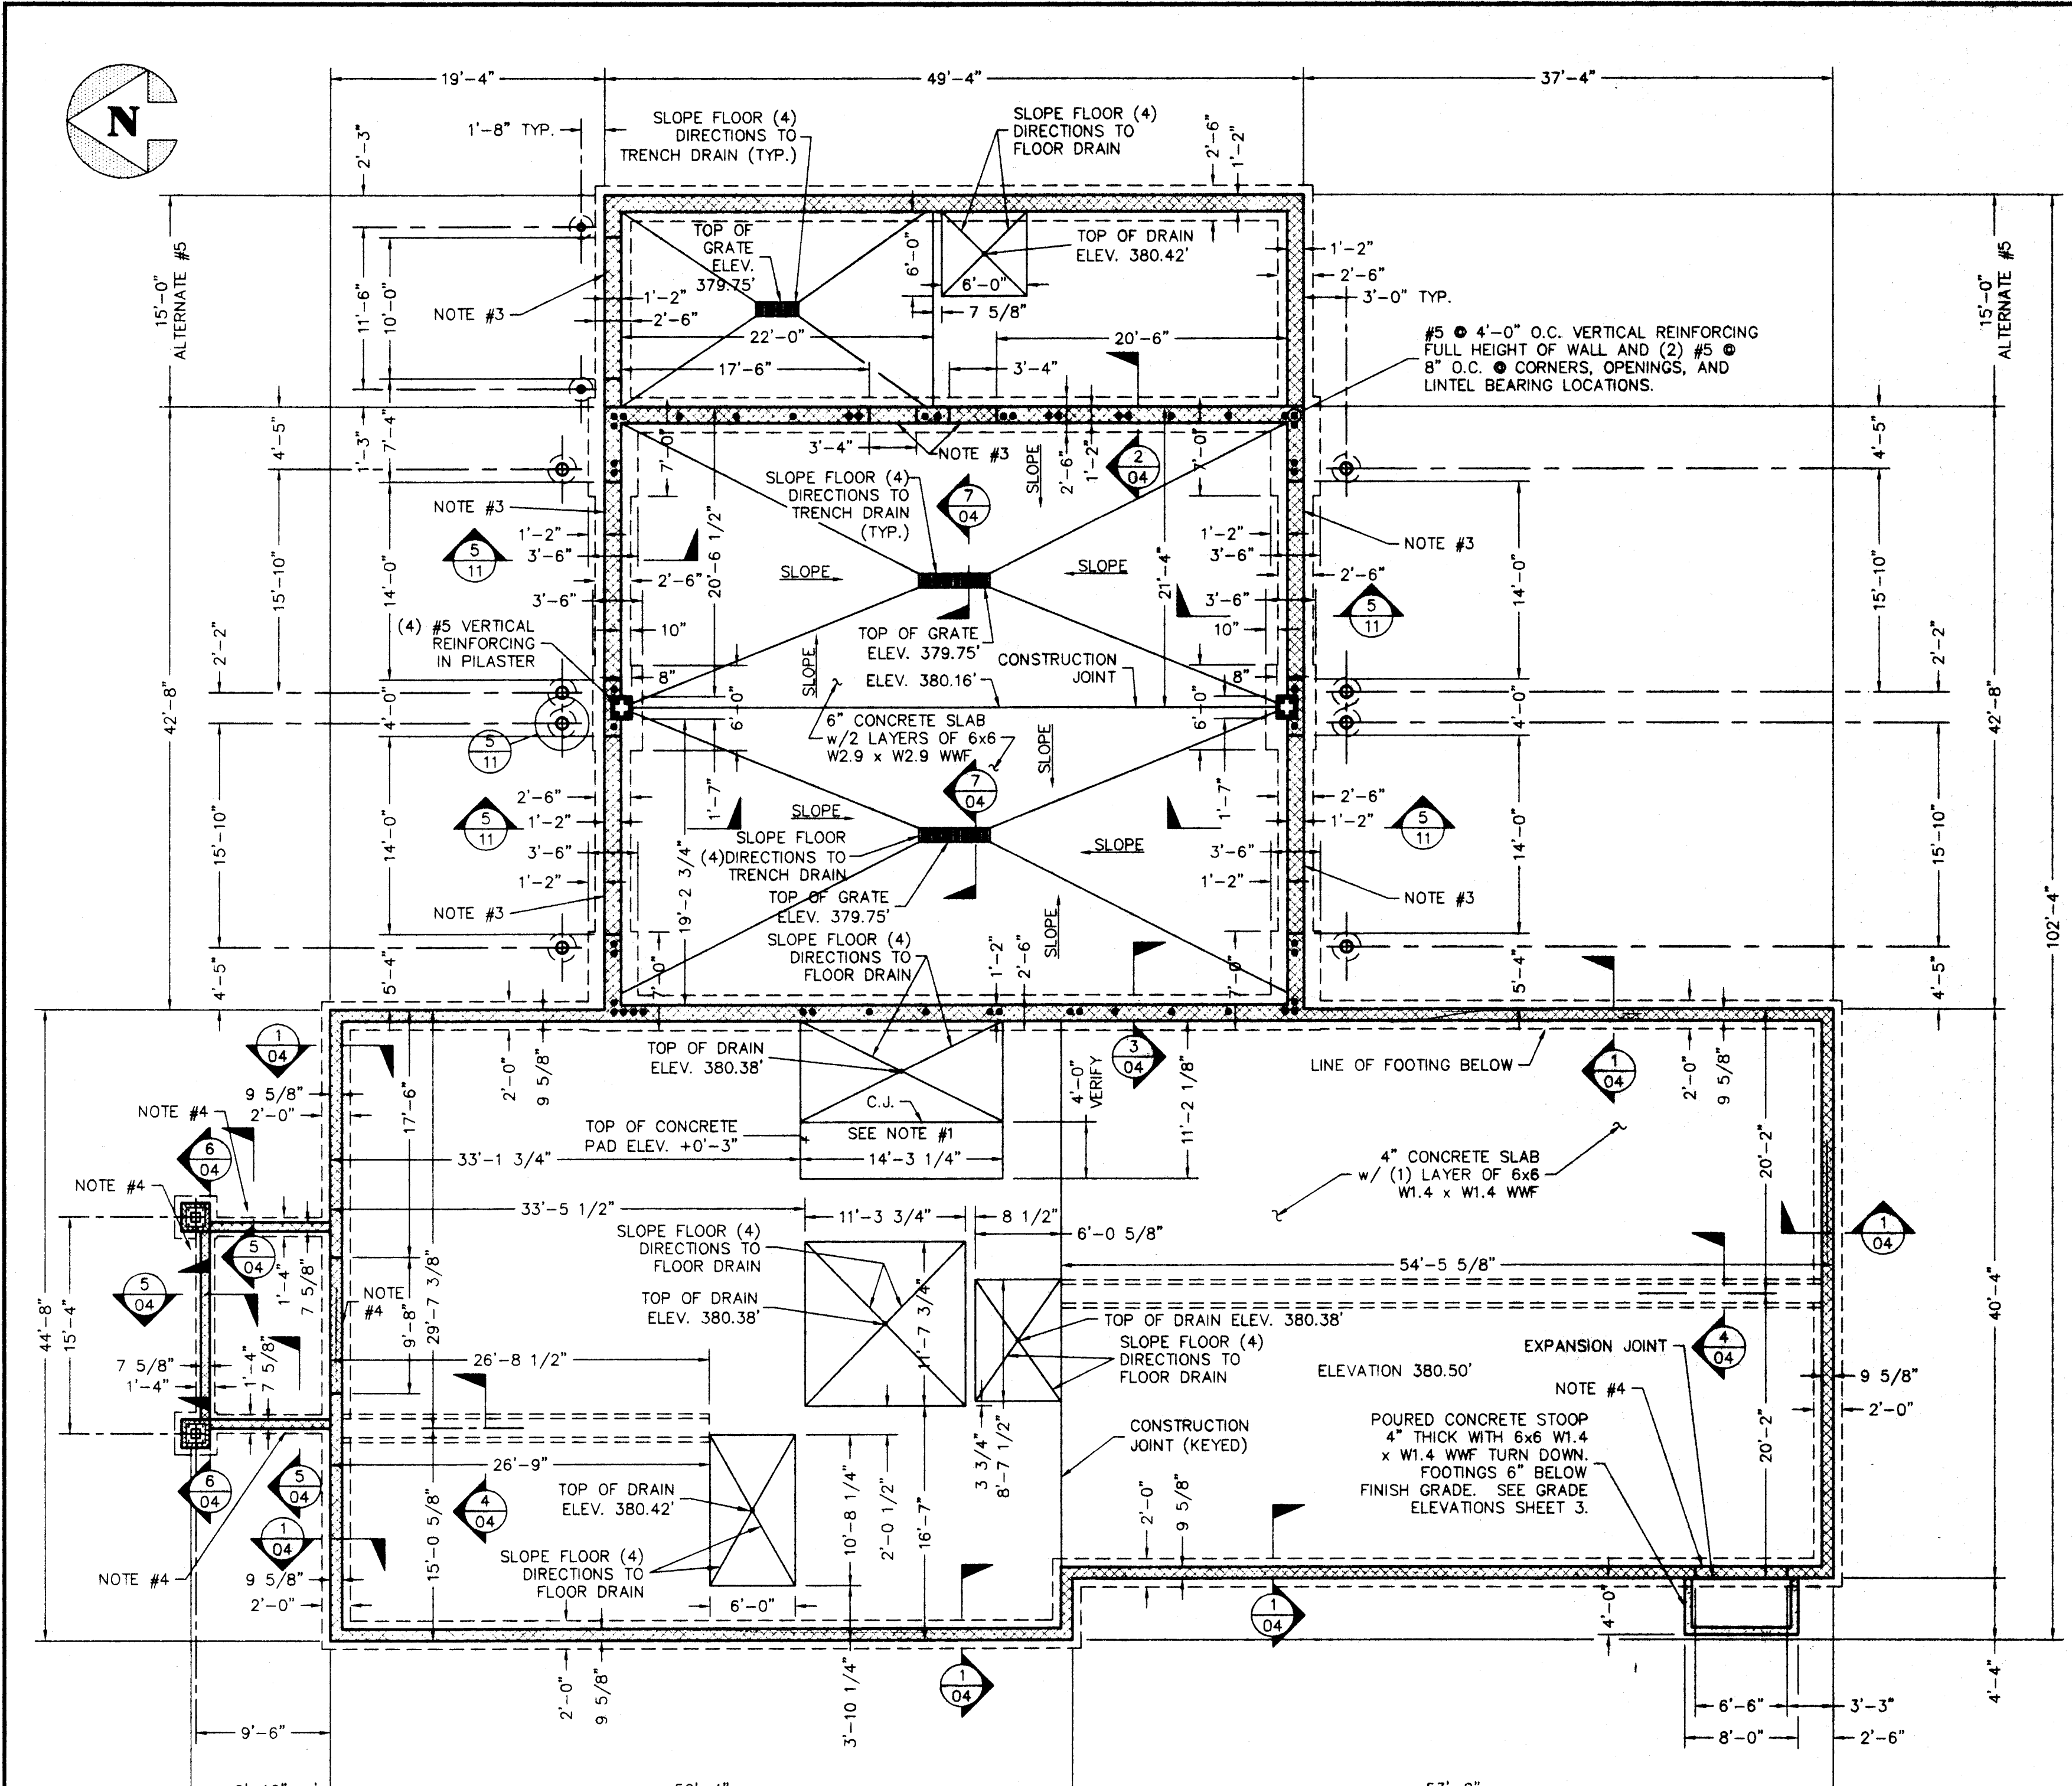 19'-4"
49'-4"
37'-4"
N
1'-8" TYP.
2'-3"
SLOPE FLOOR (4)
DIRECTIONS TO
TRENCH DRAIN (TYP.)
SLOPE FLOOR (4)
DIRECTIONS TO
FLOOR DRAIN
2'-6"
1'-2"
15'-0"
ALTERNATE #5
11'-6"
10'-0"
NOTE #3
TOP OF
GRATE
ELEV.
379.75'
6'-0"
TOP OF DRAIN
ELEV. 380.42'
6'-0"
7 5/8"
1'-2"
2'-6"
22'-0"
17'-6"
3'-4"
20'-6"
1'-2"
2'-6"
3'-0" TYP.
15'-0"
ALTERNATE #5
#5 @ 4'-0" O.C. VERTICAL REINFORCING
FULL HEIGHT OF WALL AND (2) #5 @
8" O.C. @ CORNERS, OPENINGS, AND
LINTEL BEARING LOCATIONS.
4'-5"
1'-3"
7'-4"
7'-0"
3'-4"
NOTE #3
SLOPE
2'-6"
1'-2"
2
04
7'-0"
4'-5"
SLOPE FLOOR (4)
DIRECTIONS TO
TRENCH DRAIN
(TYP.)
7
04
NOTE #3
1'-2"
3'-6"
5
11
20'-6 1/2"
21'-4"
1'-2"
3'-6"
NOTE #3
15'-10"
14'-0"
2'-6"
3'-6"
SLOPE
SLOPE
2'-6"
3'-6"
5
11
14'-0"
15'-10"
(4) #5 VERTICAL
REINFORCING
IN PILASTER
10"
8"
SLOPE
TOP OF GRATE
ELEV. 379.75'
ELEV. 380.16'
CONSTRUCTION
JOINT
10"
8"
2'-2"
2'-2"
42'-8"
4'-0"
6'-0"
6" CONCRETE SLAB
w/2 LAYERS OF 6x6
W2.9 x W2.9 WWF
SLOPE
6'-0"
4'-0"
42'-8"
5
11
7
04
2'-6"
1'-2"
5
11
1'-7"
SLOPE
1'-7"
2'-6"
1'-2"
5
11
15'-10"
14'-0"
3'-6"
1'-2"
SLOPE FLOOR
(4)DIRECTIONS TO
TRENCH DRAIN
SLOPE
3'-6"
1'-2"
14'-0"
15'-10"
NOTE #3
19'-2 3/4"
TOP OF GRATE
ELEV. 379.75'
NOTE #3
102'-4"
SLOPE FLOOR (4)
DIRECTIONS TO
FLOOR DRAIN
1'-2"
2'-6"
SLOPE
4'-5"
5'-4"
7'-0"
7'-0"
5'-4"
4'-5"
1
04
9 5/8"
2'-0"
2'-0"
9 5/8"
17'-6"
TOP OF DRAIN
ELEV. 380.38'
C.J.
SEE NOTE #1
4'-0"
VERIFY
3
04
11'-2 1/8"
LINE OF FOOTING BELOW
1
04
2'-0"
9 5/8"
NOTE #4
6
04
TOP OF CONCRETE
PAD ELEV. +0'-3"
33'-1 3/4"
14'-3 1/4"
4" CONCRETE SLAB
w/ (1) LAYER OF 6x6
W1.4 x W1.4 WWF
20'-2"
NOTE #4
33'-5 1/2"
11'-3 3/4"
8 1/2"
6'-0 5/8"
1
04
5
04
1'-4"
7 5/8"
SLOPE FLOOR (4)
DIRECTIONS TO
FLOOR DRAIN
54'-5 5/8"
5
04
NOTE
#4
9'-8"
29'-7 3/8"
TOP OF DRAIN
ELEV. 380.38'
11'-7 3/4"
TOP OF DRAIN ELEV. 380.38'
SLOPE FLOOR (4)
DIRECTIONS TO
FLOOR DRAIN
EXPANSION JOINT
4
04
44'-8"
15'-4"
7 5/8"
1'-4"
1'-4"
7 5/8"
26'-8 1/2"
ELEVATION 380.50'
NOTE #4
40'-4"
9 5/8"
2'-0"
CONSTRUCTION
JOINT (KEYED)
POURED CONCRETE STOOP
4" THICK WITH 6x6 W1.4
x W1.4 WWF TURN DOWN.
FOOTINGS 6" BELOW
FINISH GRADE. SEE GRADE
ELEVATIONS SHEET 3.
20'-2"
6
04
5
04
26'-9"
4
04
TOP OF DRAIN
ELEV. 380.42'
10'-8 1/4"
2'-0 1/2"
16'-7"
3 3/4"
8'-7 1/2"
2'-0"
9 5/8"
1
04
NOTE #4
9 5/8"
2'-0"
15'-0 5/8"
SLOPE FLOOR (4)
DIRECTIONS TO
FLOOR DRAIN
6'-0"
1
04
4'-0"
2'-0"
9 5/8"
3'-10 1/4"
1
04
4'-4"
6'-6"
3'-3"
8'-0"
2'-6"
9'-6"